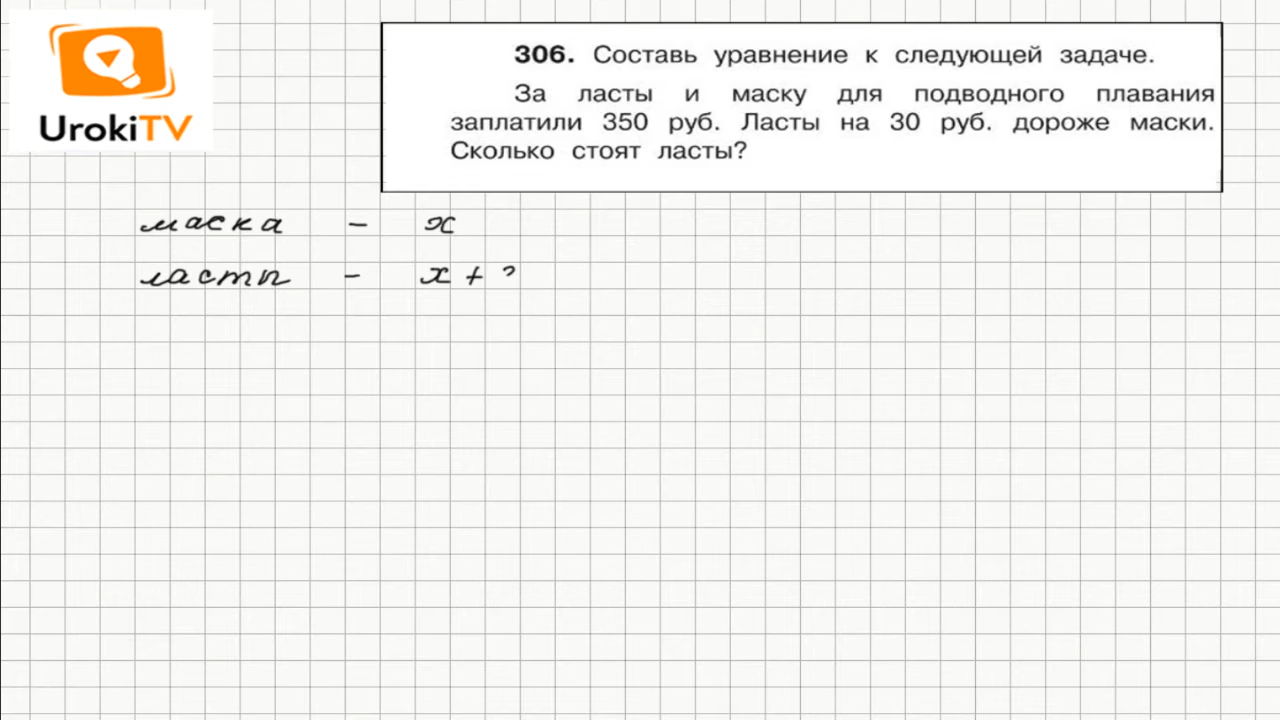 UrokiTV
306. Составь уравнение к следующей задаче.
За ласты и маску для подводного плавания
заплатили 350 руб. Ласты на 30 руб. дороже маски.
Сколько стоят ласты?
маска – х
ласты – х +